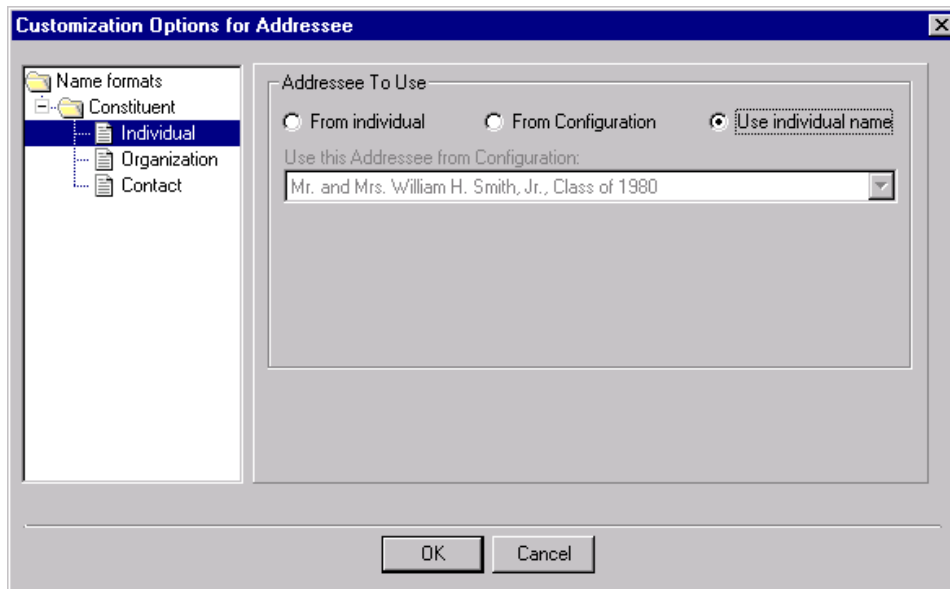 Customization Options for Addressee
Name formats
Constituent
Individual
Organization
Contact
Addressee To Use
From individual
From Configuration
Use individual name
Use this Addressee from Configuration:
Mr. and Mrs. William H. Smith, Jr., Class of 1980
OK
Cancel